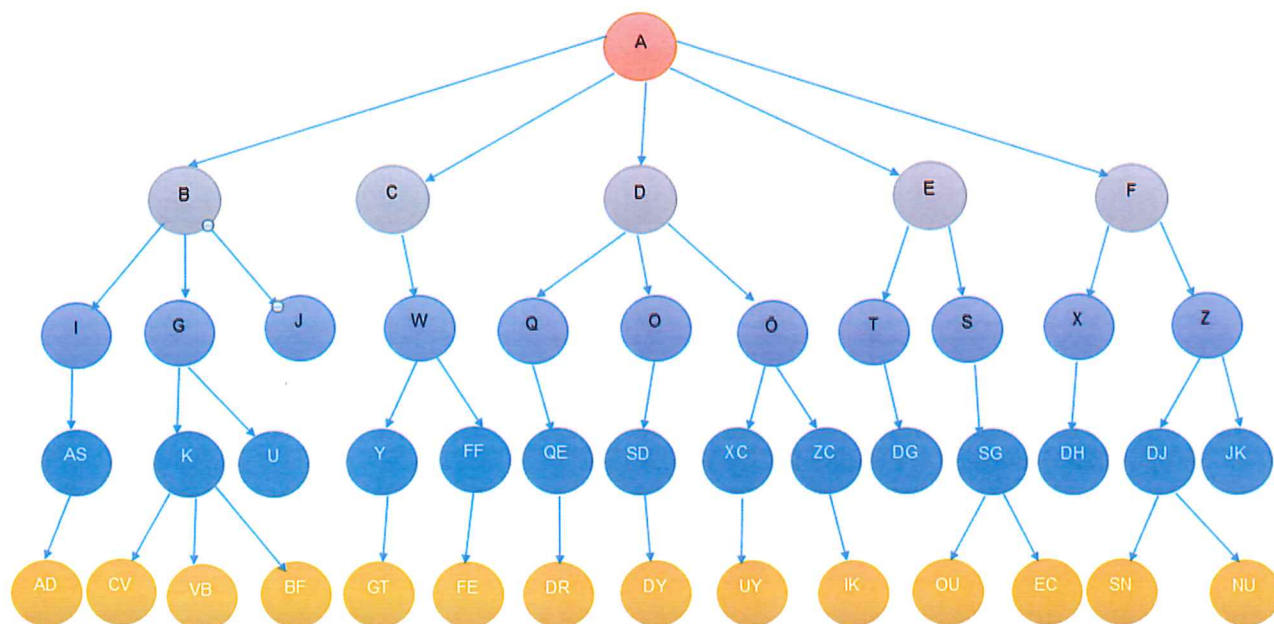 A
B C D E F
I G J W Q O Ö T S X Z
AS K U Y FF QE SD XC ZC DG SG DH DJ JK
AD CV VB BF GT FE DR DY UY IK OU EC SN NU